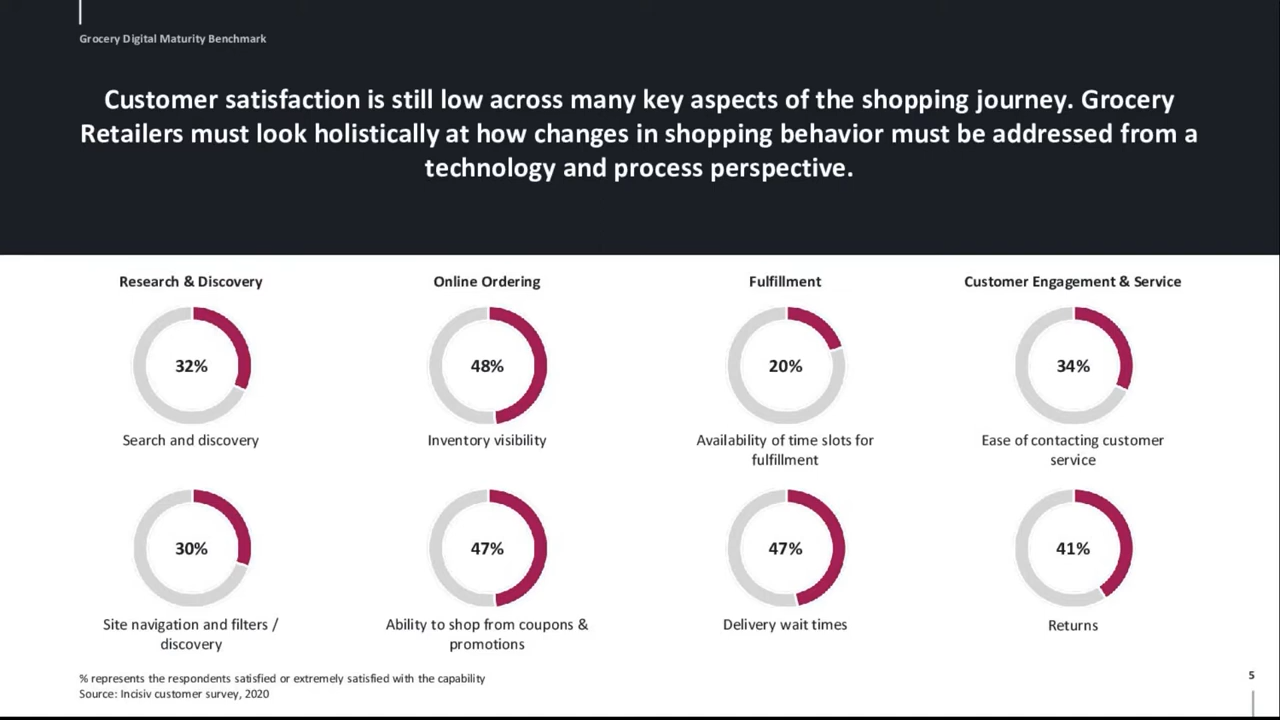 Grocery Digital Maturity Benchmark
Customer satisfaction is still low across many key aspects of the shopping journey. Grocery
Retailers must look holistically at how changes in shopping behavior must be addressed from a
technology and process perspective.
Research & Discovery
32%
Search and discovery
30%
Site navigation and filters /
discovery
Online Ordering
48%
Inventory visibility
47%
Ability to shop from coupons &
promotions
Fulfillment
20%
Availability of time slots for
fulfillment
47%
Delivery wait times
Customer Engagement & Service
34%
Ease of contacting customer
service
41%
Returns
% represents the respondents satisfied or extremely satisfied with the capability
Source: Incisiv customer survey, 2020
5